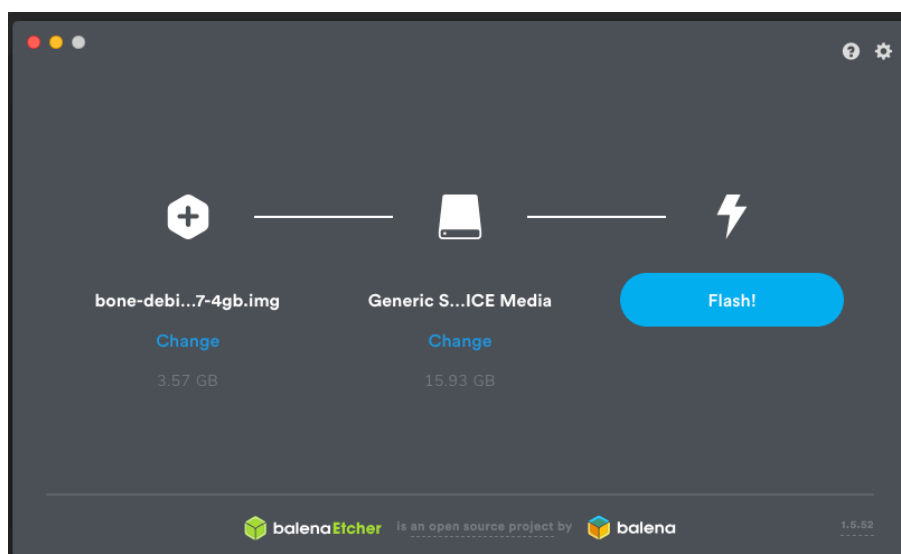 bone-debi...7-4gb.img
Generic S...ICE Media
Flash!
Change
Change
3.57 GB
15.93 GB
balenaEtcher is an open source project by balena
1.5.52